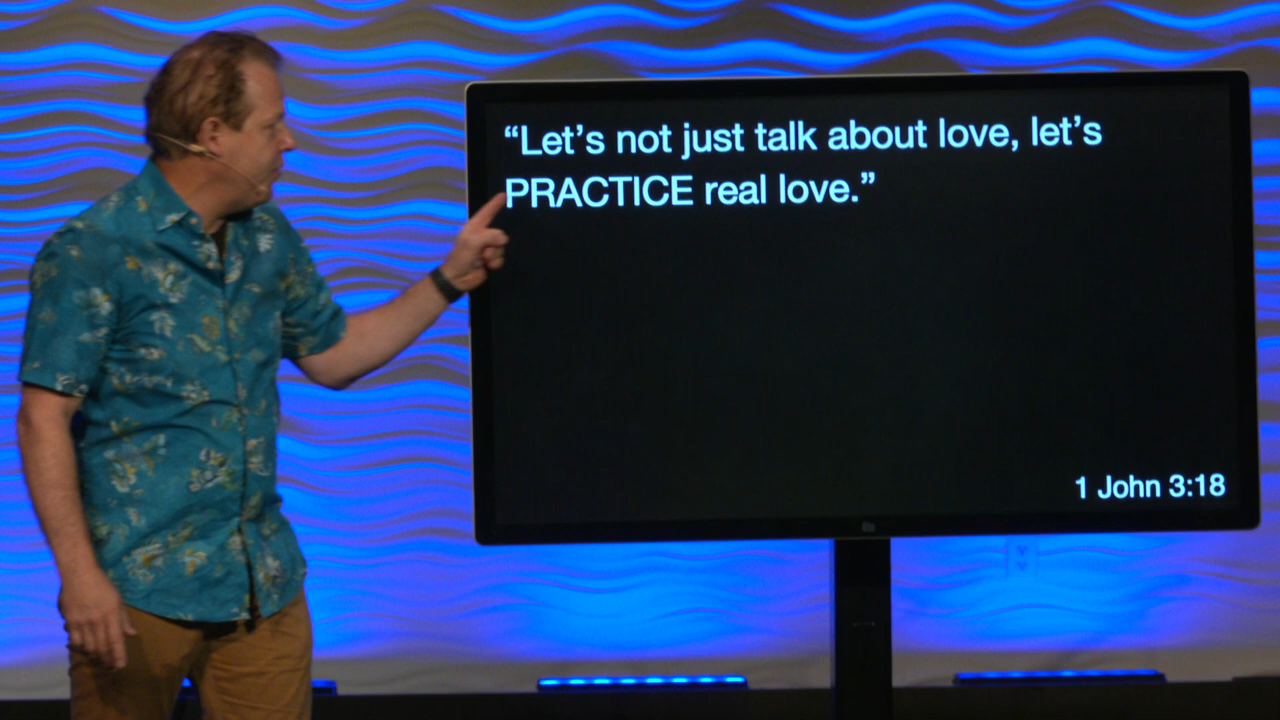 “Let’s not just talk about love, let’s
PRACTICE real love.”
1 John 3:18